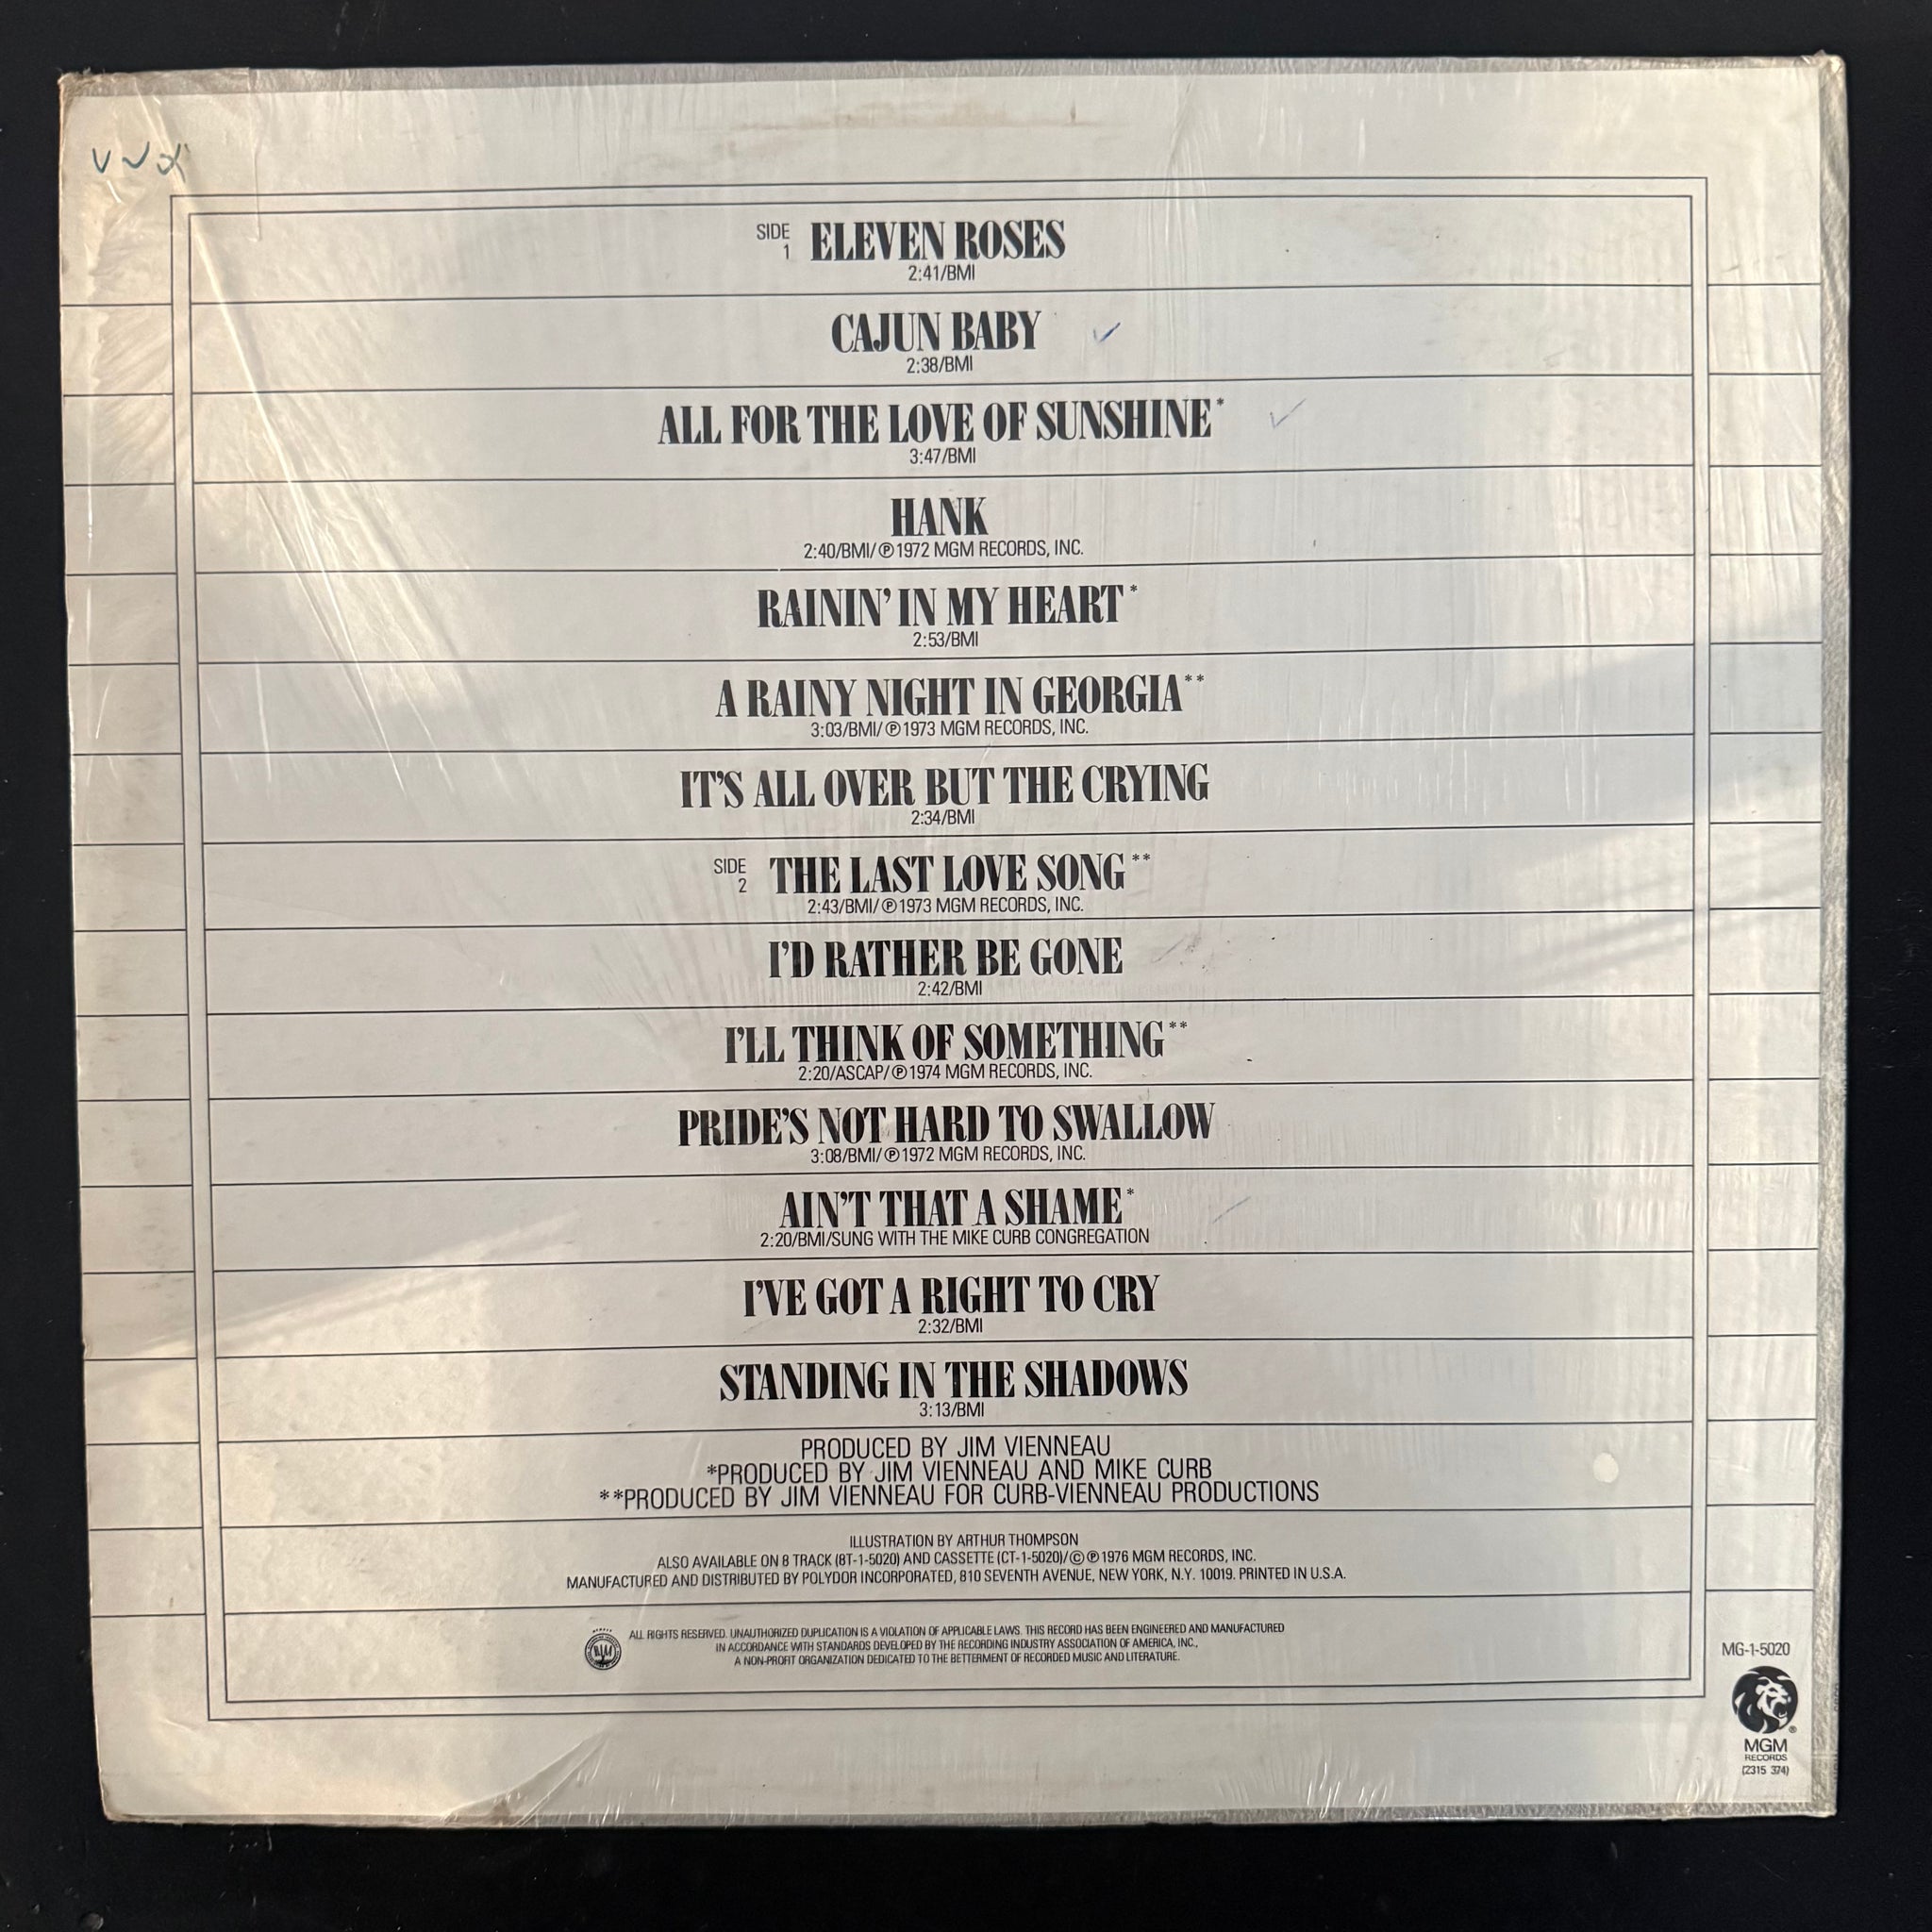 SIDE 1 ELEVEN ROSES
2:41/BMI
CAJUN BABY
2:38/BMI
ALL FOR THE LOVE OF SUNSHINE*
3:47/BMI
HANK
2:40/BMI/℗1972 MGM RECORDS, INC.
RAININ' IN MY HEART*
2:53/BMI
A RAINY NIGHT IN GEORGIA**
3:03/BMI/℗1973 MGM RECORDS, INC.
IT'S ALL OVER BUT THE CRYING
2:34/BMI
SIDE 2 THE LAST LOVE SONG**
2:43/BMI/℗1973 MGM RECORDS, INC.
I'D RATHER BE GONE
2:42/BMI
I'LL THINK OF SOMETHING**
2:20/ASCAP/℗1974 MGM RECORDS, INC.
PRIDE'S NOT HARD TO SWALLOW
3:08/BMI/℗1972 MGM RECORDS, INC.
AIN'T THAT A SHAME*
2:20/BMI/SUNG WITH THE MIKE CURB CONGREGATION
I'VE GOT A RIGHT TO CRY
2:32/BMI
STANDING IN THE SHADOWS
3:13/BMI
PRODUCED BY JIM VIENNEAU
*PRODUCED BY JIM VIENNEAU AND MIKE CURB
**PRODUCED BY JIM VIENNEAU FOR CURB-VIENNEAU PRODUCTIONS
ILLUSTRATION BY ARTHUR THOMPSON
ALSO AVAILABLE ON 8 TRACK (8T-1-5020) AND CASSETTE (CT-1-5020)/©℗1976 MGM RECORDS, INC.
MANUFACTURED AND DISTRIBUTED BY POLYDOR INCORPORATED, 810 SEVENTH AVENUE, NEW YORK, N.Y. 10019. PRINTED IN U.S.A.
ALL RIGHTS RESERVED. UNAUTHORIZED DUPLICATION IS A VIOLATION OF APPLICABLE LAWS. THIS RECORD HAS BEEN ENGINEERED AND MANUFACTURED
IN ACCORDANCE WITH STANDARDS DEVELOPED BY THE RECORDING INDUSTRY ASSOCIATION OF AMERICA, INC.,
A NON-PROFIT ORGANIZATION DEDICATED TO THE BETTERMENT OF RECORDED MUSIC AND LITERATURE.
RIAA
MG-1-5020
®
MGM
RECORDS
(2315 374)